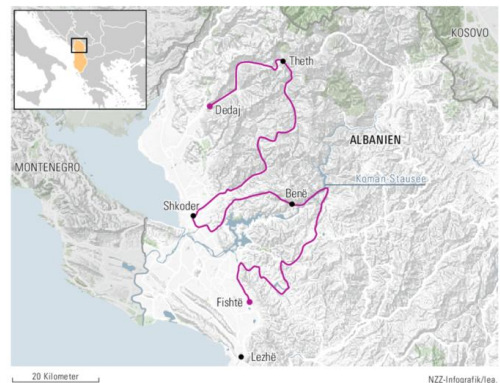 KOSOVO
Theth
Dedaj
ALBANIEN
MONTENEGRO
Koman-Stausee
Benë
Shkoder
Fishtë
Lezhë
20 Kilometer
NZZ-Infografik/lea.